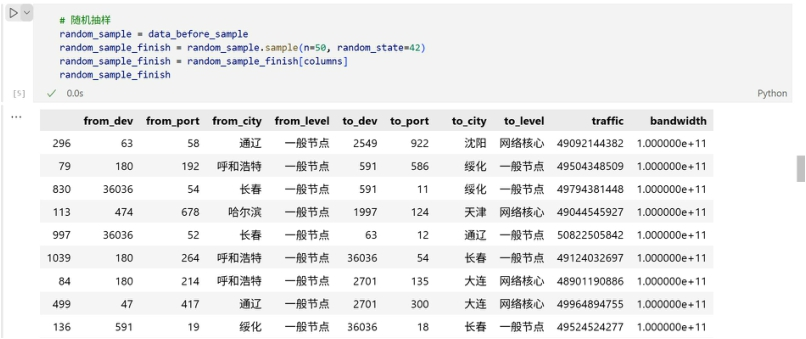 # 随机抽样
random_sample = data_before_sample
random_sample_finish = random_sample.sample(n=50, random_state=42)
random_sample_finish = random_sample_finish[columns]
random_sample_finish
[5] ✓ 0.0s Python
... from_dev from_port from_city from_level to_dev to_port to_city to_level traffic bandwidth
296 63 58 通辽 一般节点 2549 922 沈阳 网络核心 49092144382 1.000000e+11
79 180 192 呼和浩特 一般节点 591 586 绥化 一般节点 49504348509 1.000000e+11
830 36036 54 长春 一般节点 591 11 绥化 一般节点 49794381448 1.000000e+11
113 474 678 哈尔滨 一般节点 1997 124 天津 网络核心 49044545927 1.000000e+11
997 36036 52 长春 一般节点 63 12 通辽 一般节点 50822505842 1.000000e+11
1039 180 264 呼和浩特 一般节点 36036 54 长春 一般节点 49124032697 1.000000e+11
84 180 214 呼和浩特 一般节点 2701 135 大连 网络核心 48901190886 1.000000e+11
499 47 417 通辽 一般节点 2701 300 大连 网络核心 49964894755 1.000000e+11
136 591 19 绥化 一般节点 36036 18 长春 一般节点 49524524277 1.000000e+11